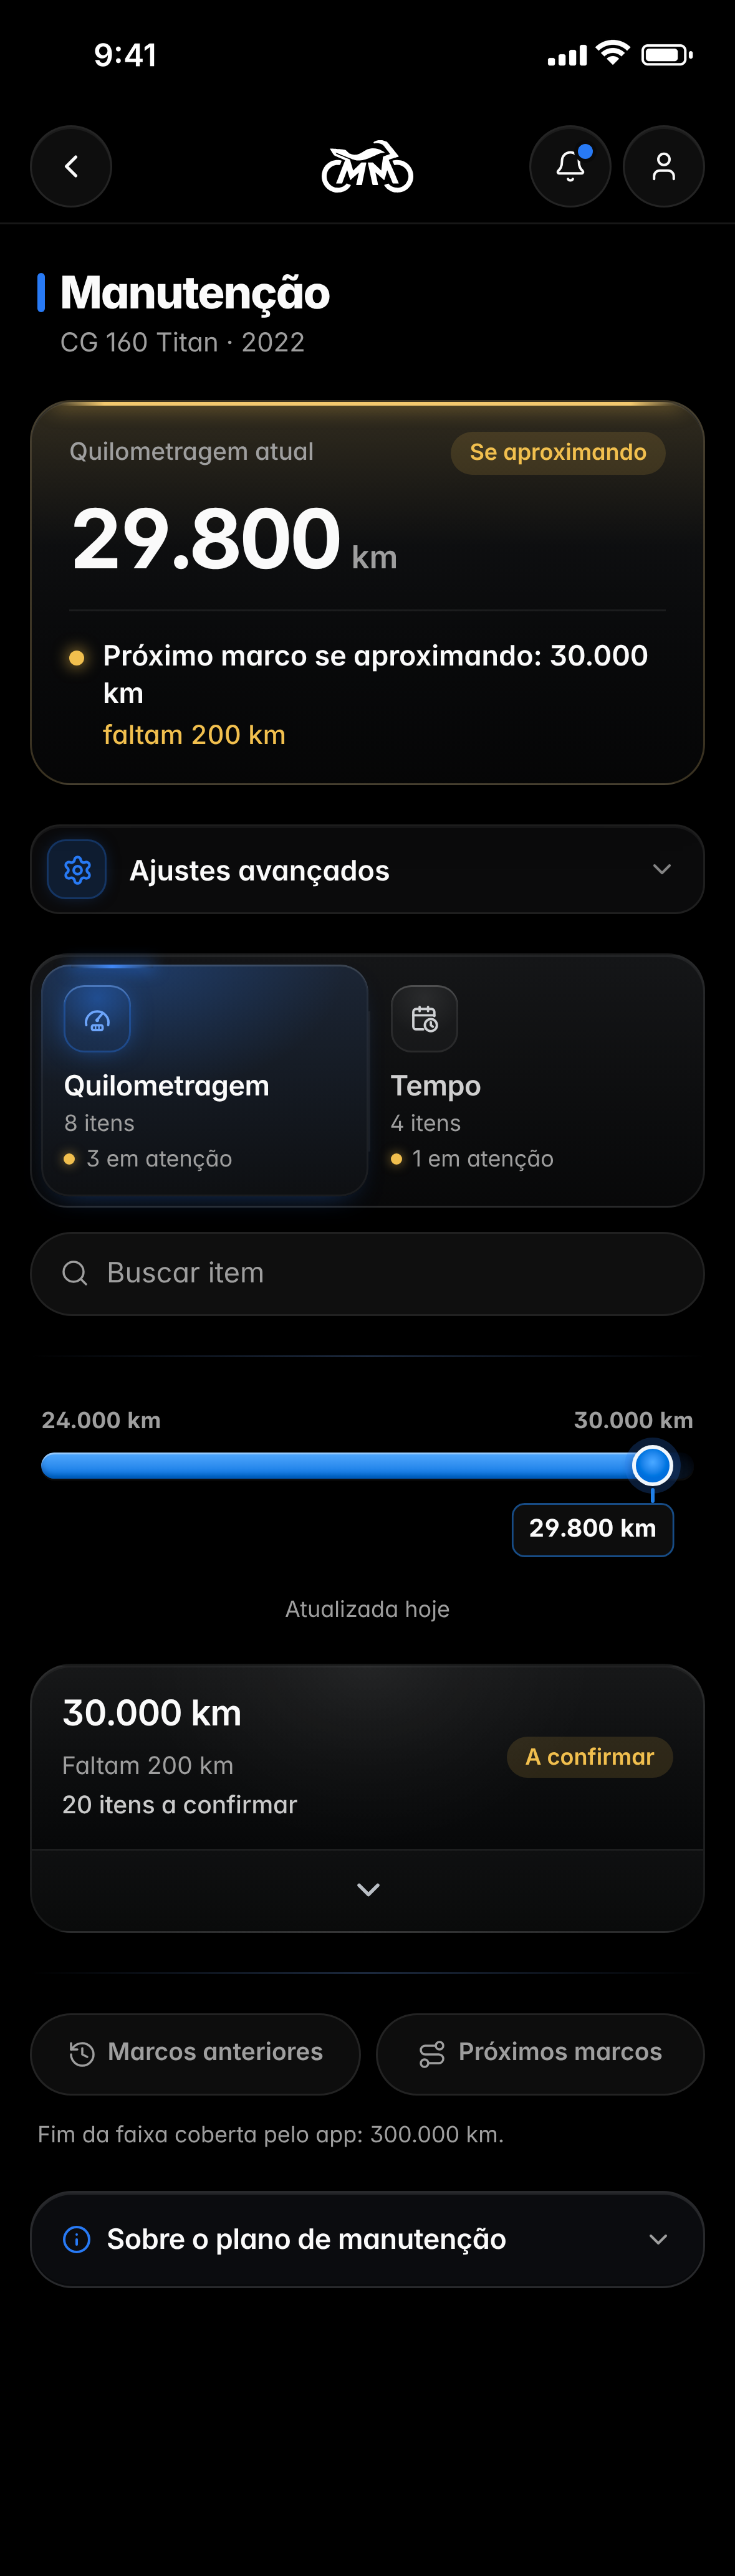 9:41
MM
Manutenção
CG 160 Titan · 2022
Quilometragem atual
Se aproximando
29.800 km
Próximo marco se aproximando: 30.000
km
faltam 200 km
Ajustes avançados
Quilometragem
8 itens
3 em atenção
Tempo
4 itens
1 em atenção
Buscar item
24.000 km
30.000 km
29.800 km
Atualizada hoje
30.000 km
Faltam 200 km
20 itens a confirmar
A confirmar
Marcos anteriores
Próximos marcos
Fim da faixa coberta pelo app: 300.000 km.
Sobre o plano de manutenção